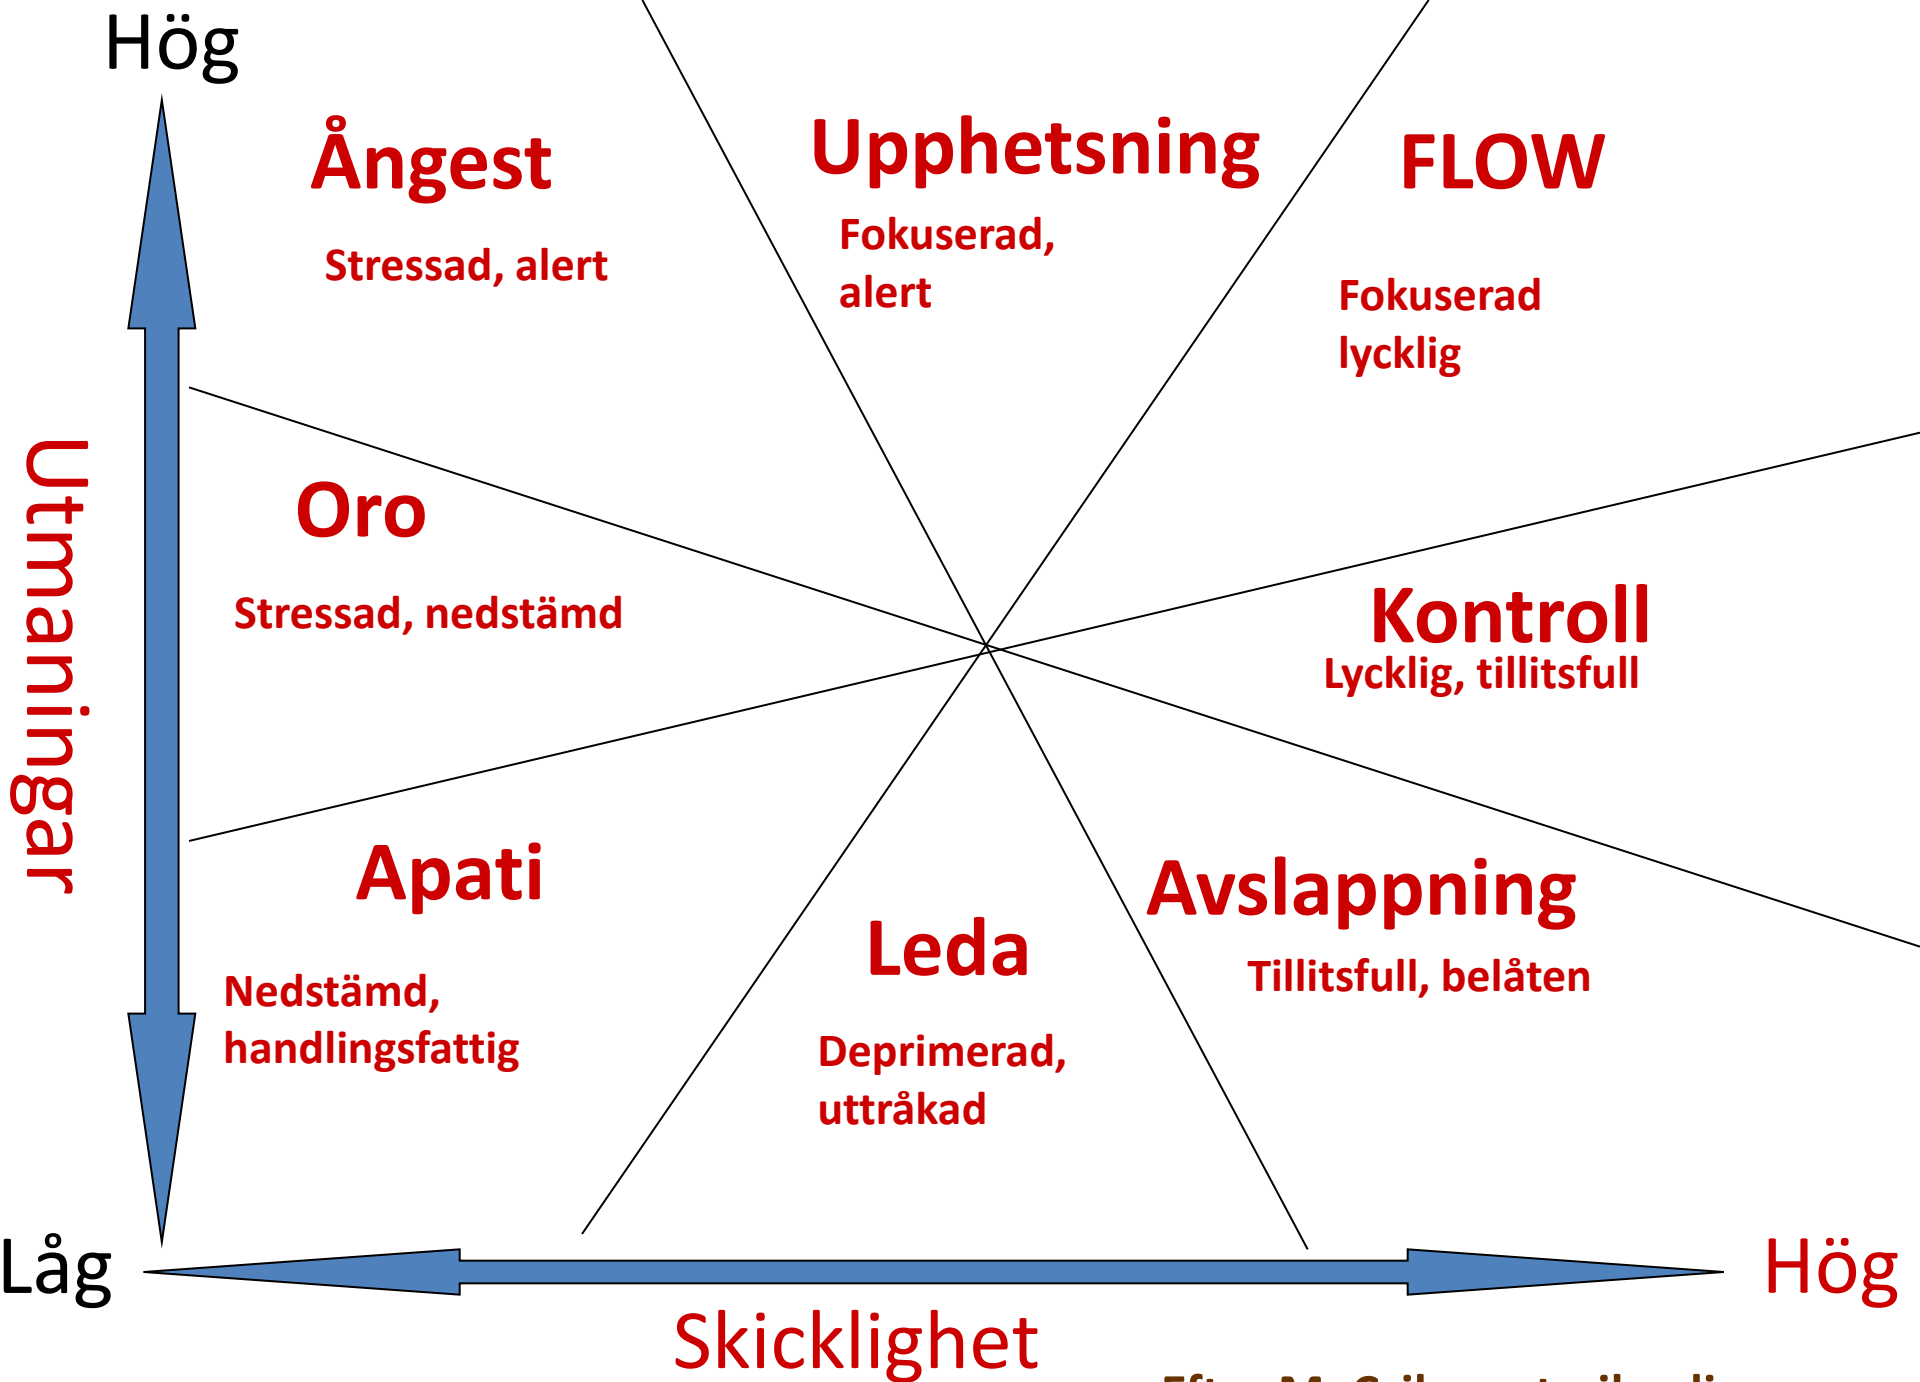 Hög
Ångest
Stressad, alert
Upphetsning
Fokuserad,
alert
FLOW
Fokuserad
lycklig
Utmaningar
Oro
Stressad, nedstämd
Kontroll
Lycklig, tillitsfull
Apati
Nedstämd,
handlingsfattig
Leda
Deprimerad,
uttråkad
Avslappning
Tillitsfull, belåten
Låg
Hög
Skicklighet